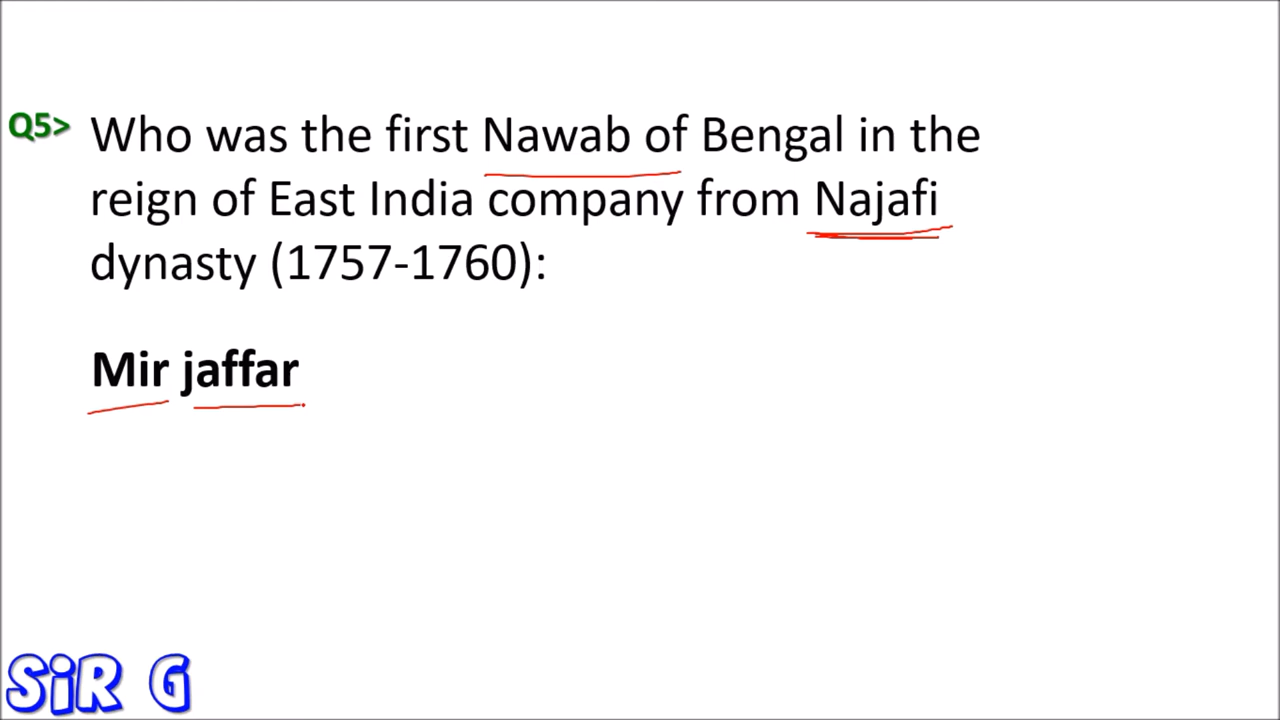 Q5> Who was the first Nawab of Bengal in the
reign of East India company from Najafi
dynasty (1757-1760):
Mir jaffar
SiR G